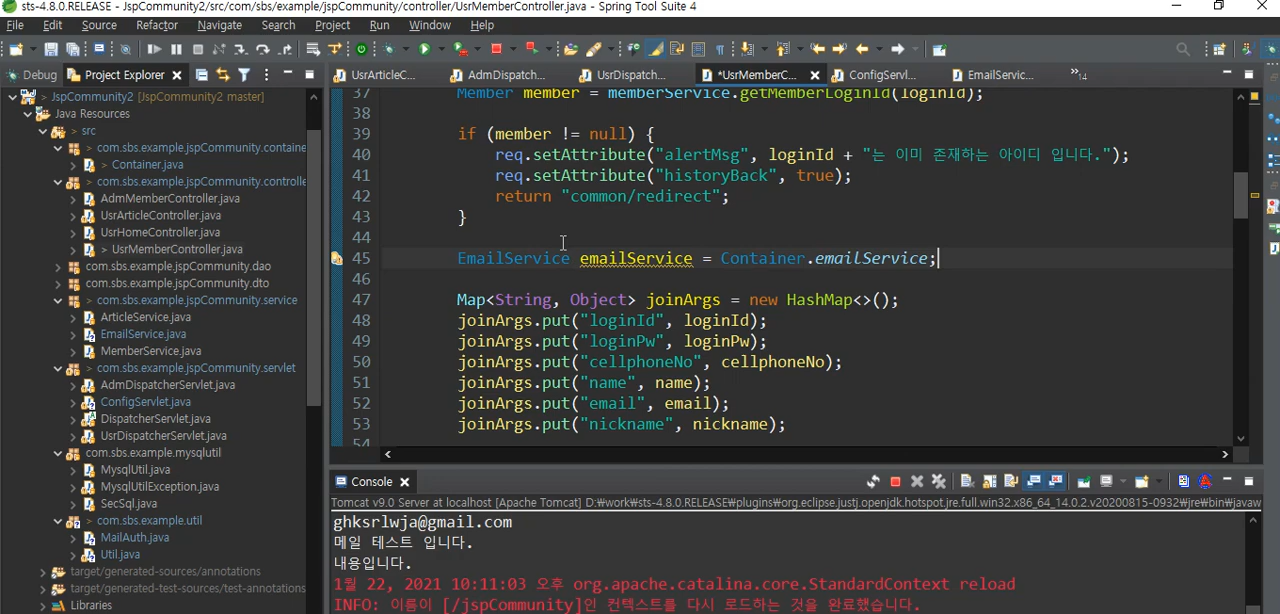 sts-4.8.0.RELEASE - JspCommunity2/src/com/sbs/example/jspCommunity/controller/UsrMemberController.java - Spring Tool Suite 4
File Edit Source Refactor Navigate Search Project Run Window Help
Debug Project Explorer
UsrArticleC... AdmDispatch... UsrDispatch... *UsrMemberC... ConfigServl... EmailServic... »14
> JspCommunity2 [JspCommunity2 master]
Java Resources
> src
> com.sbs.example.jspCommunity.containe
> Container.java
> com.sbs.example.jspCommunity.controlle
AdmMemberController.java
UsrArticleController.java
UsrHomeController.java
> UsrMemberController.java
com.sbs.example.jspCommunity.dao
com.sbs.example.jspCommunity.dto
> com.sbs.example.jspCommunity.service
ArticleService.java
EmailService.java
MemberService.java
> com.sbs.example.jspCommunity.servlet
AdmDispatcherServlet.java
ConfigServlet.java
DispatcherServlet.java
UsrDispatcherServlet.java
com.sbs.example.mysqlutil
MysqlUtil.java
MysqlUtilException.java
SecSql.java
> com.sbs.example.util
MailAuth.java
Util.java
target/generated-sources/annotations
target/generated-test-sources/test-annotations
Libraries
37 Member member = memberService.getMemberLoginId(loginId);
38
39 if (member != null) {
40 req.setAttribute("alertMsg", loginId + "는 이미 존재하는 아이디 입니다.");
41 req.setAttribute("historyBack", true);
42 return "common/redirect";
43 }
44
45 EmailService emailService = Container.emailService;
46
47 Map<String, Object> joinArgs = new HashMap<>();
48 joinArgs.put("loginId", loginId);
49 joinArgs.put("loginPw", loginPw);
50 joinArgs.put("cellphoneNo", cellphoneNo);
51 joinArgs.put("name", name);
52 joinArgs.put("email", email);
53 joinArgs.put("nickname", nickname);
54
Console
Tomcat v9.0 Server at localhost [Apache Tomcat] D:₩work₩sts-4.8.0.RELEASE₩plugins₩org.eclipse.justj.openjdk.hotspot.jre.full.win32.x86_64_14.0.2.v20200815-0932₩jre₩bin₩javaw
ghksrlwja@gmail.com
메일 테스트 입니다.
내용입니다.
1월 22, 2021 10:11:03 오후 org.apache.catalina.core.StandardContext reload
INFO: 이름이 [/jspCommunity]인 컨텍스트를 다시 로드하는 것을 완료했습니다.